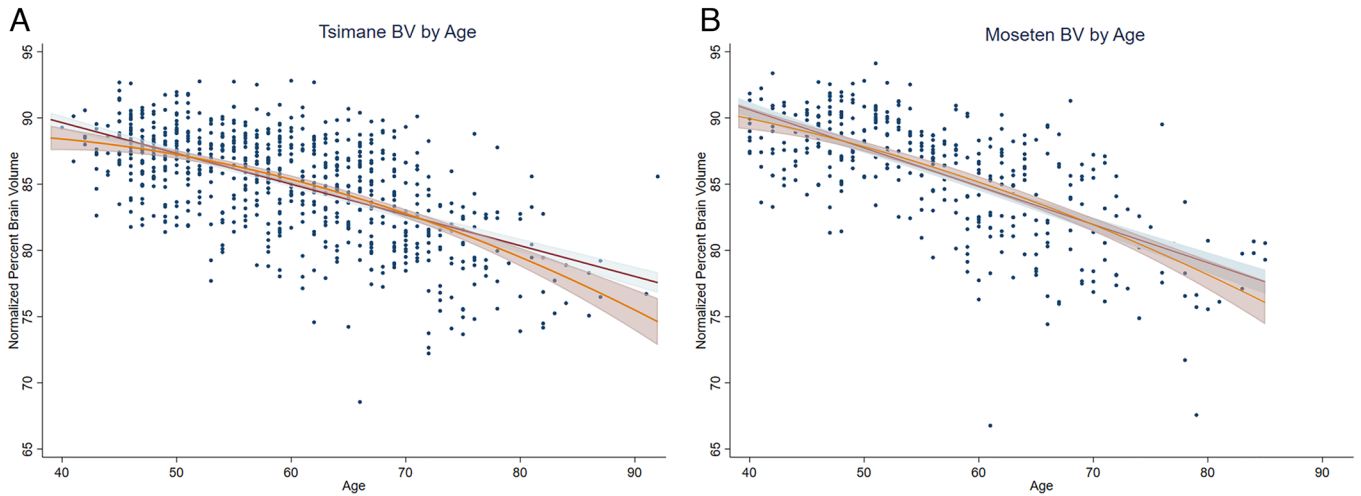 A
Tsimane BV by Age
Normalized Percent Brain Volume
95
90
85
80
75
70
65
40 50 60 70 80 90
Age
B
Moseten BV by Age
Normalized Percent Brain Volume
95
90
85
80
75
70
65
40 50 60 70 80 90
Age